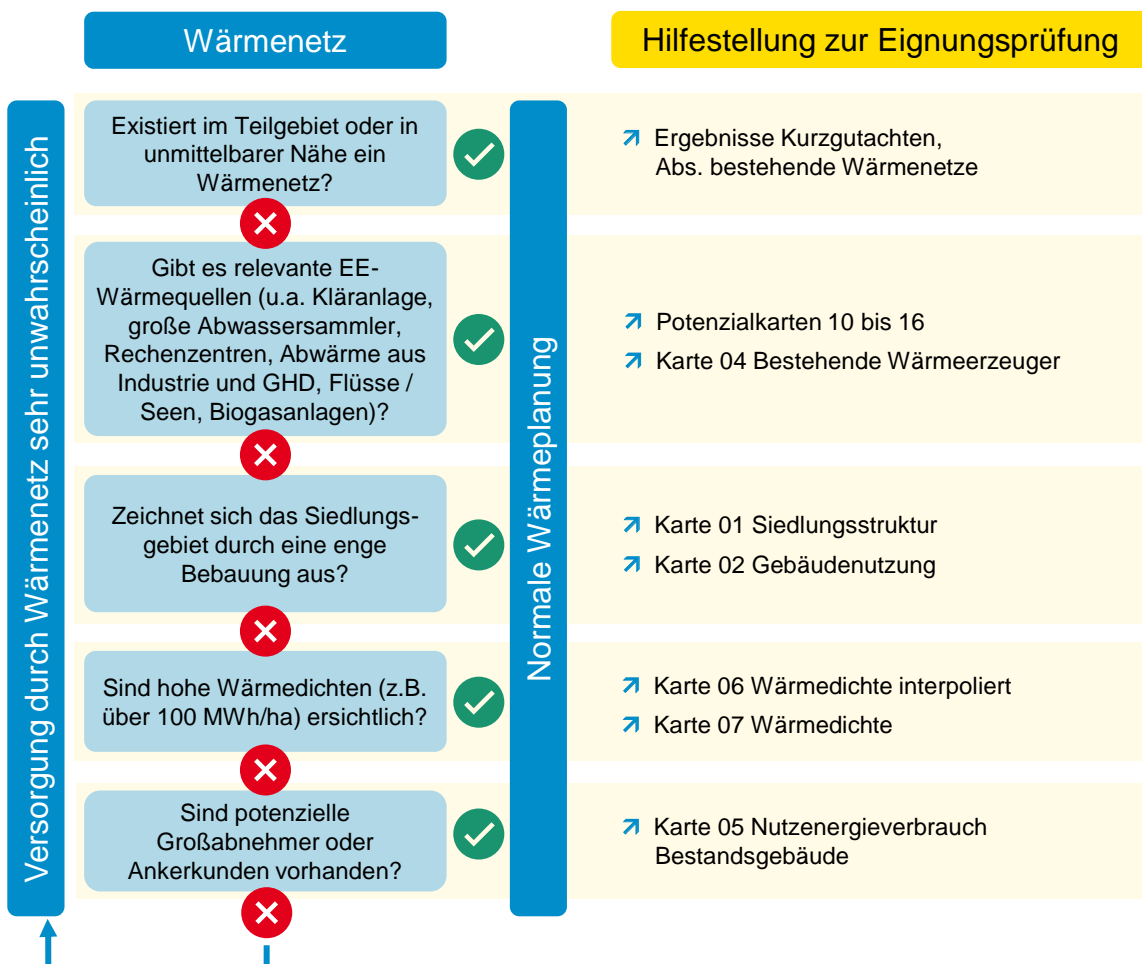 Wärmenetz
Hilfestellung zur Eignungsprüfung
Versorgung durch Wärmenetz sehr unwahrscheinlich
Existiert im Teilgebiet oder in
unmittelbarer Nähe ein
Wärmenetz?
Normale Wärmeplanung
Ergebnisse Kurzgutachten,
Abs. bestehende Wärmenetze
Gibt es relevante EE-
Wärmequellen (u.a. Kläranlage,
große Abwassersammler,
Rechenzentren, Abwärme aus
Industrie und GHD, Flüsse /
Seen, Biogasanlagen)?
Potenzialkarten 10 bis 16
Karte 04 Bestehende Wärmeerzeuger
Zeichnet sich das Siedlungs-
gebiet durch eine enge
Bebauung aus?
Karte 01 Siedlungsstruktur
Karte 02 Gebäudenutzung
Sind hohe Wärmedichten (z.B.
über 100 MWh/ha) ersichtlich?
Karte 06 Wärmedichte interpoliert
Karte 07 Wärmedichte
Sind potenzielle
Großabnehmer oder
Ankerkunden vorhanden?
Karte 05 Nutzenergieverbrauch
Bestandsgebäude